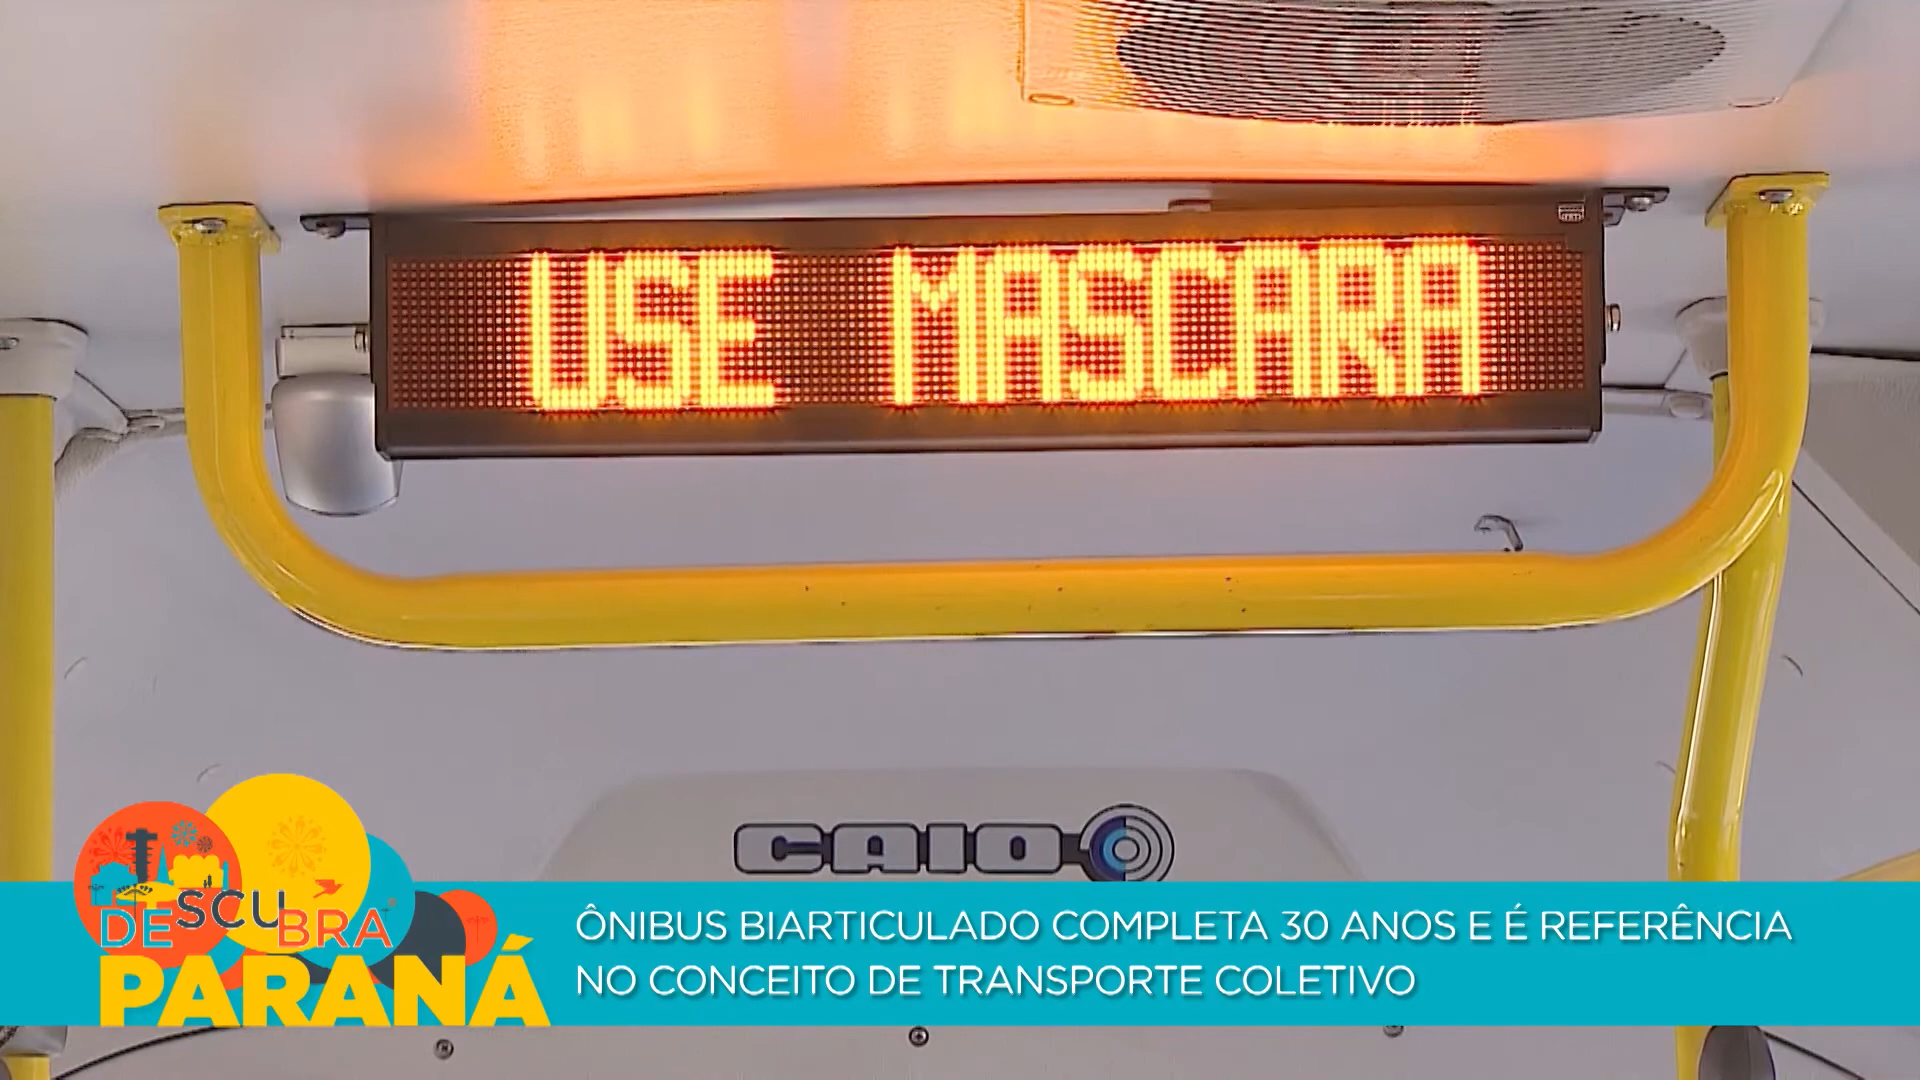 USE MASCARA
CAIO
DESCUBRA
PARANÁ
ÔNIBUS BIARTICULADO COMPLETA 30 ANOS E É REFERÊNCIA
NO CONCEITO DE TRANSPORTE COLETIVO